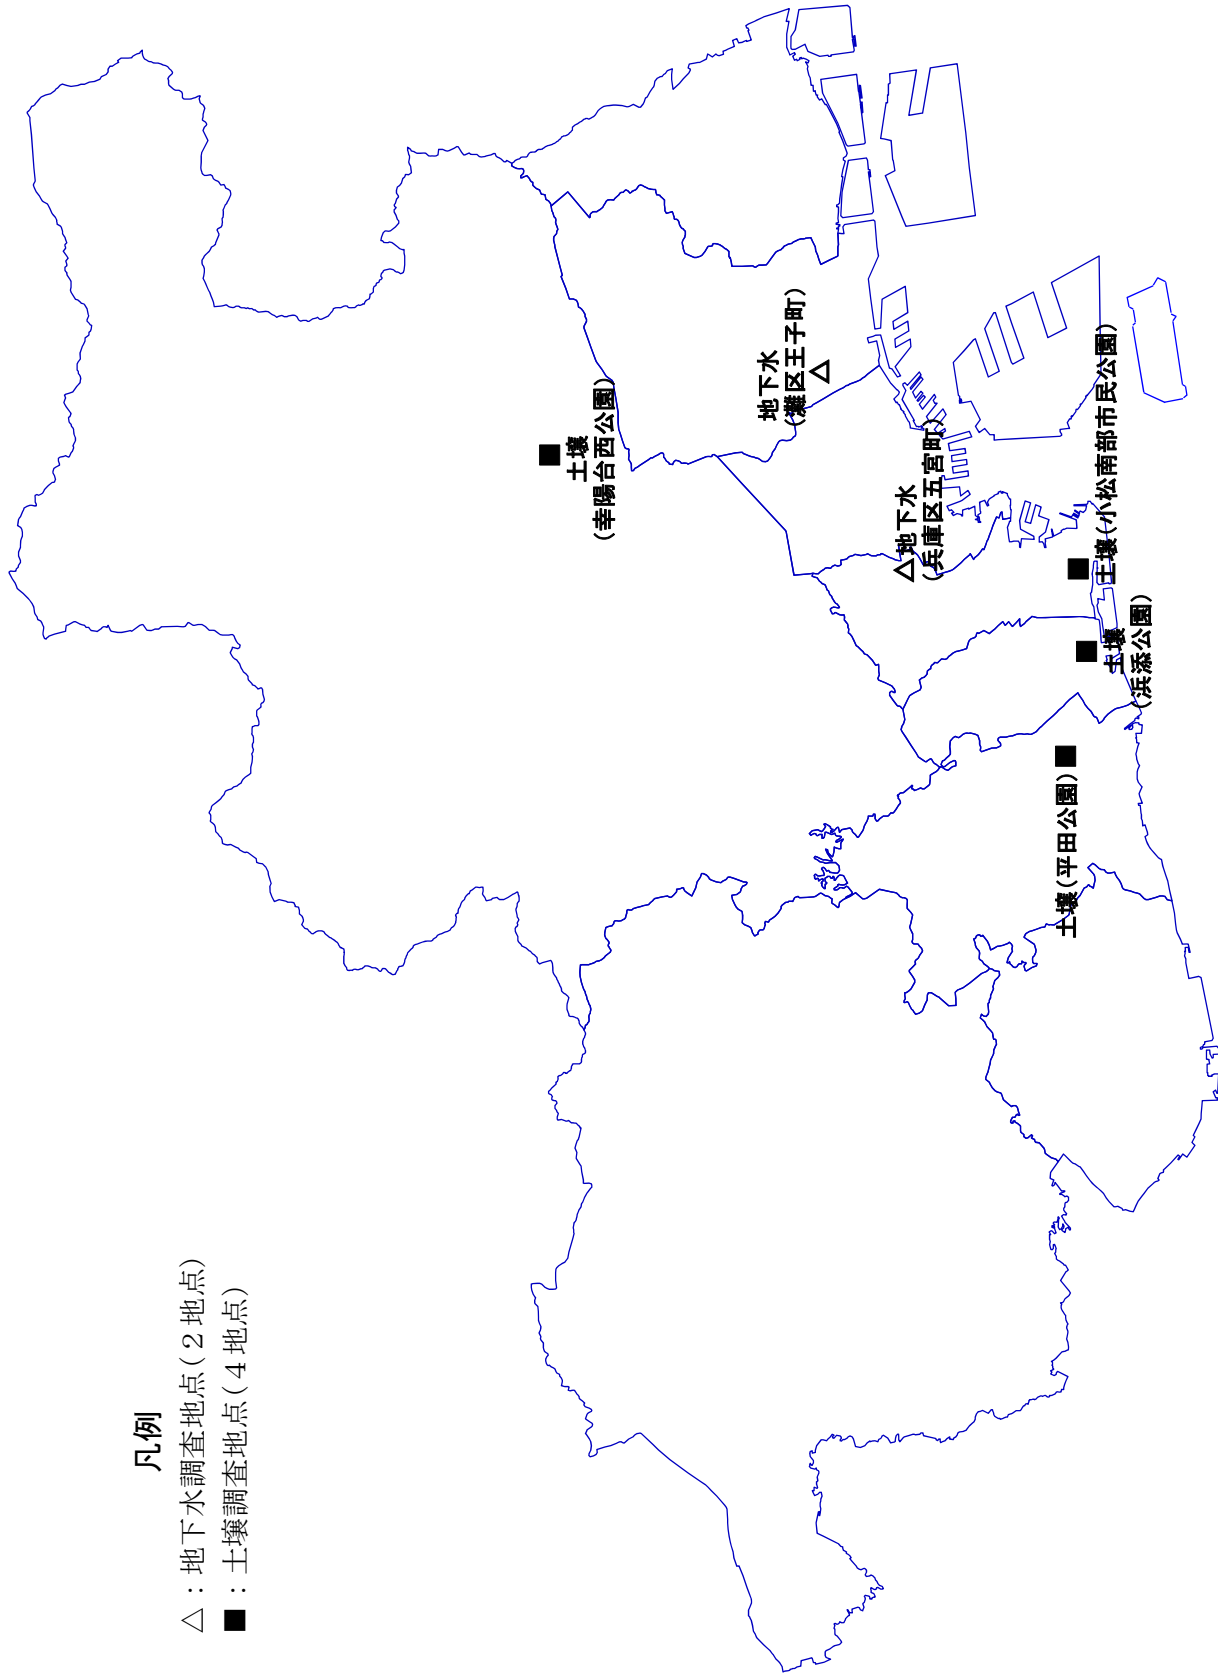 凡例
△：地下水調査地点(２地点)
■：土壌調査地点(４地点)
土壌
(幸陽台西公園)
地下水
(灘区王子町)
地下水
(兵庫区五宮町)
土壌(小松南部市民公園)
土壌
(浜添公園)
土壌(平田公園)